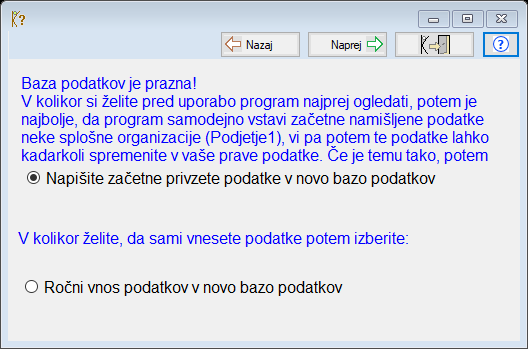 Nazaj
Naprej
Baza podatkov je prazna!
V kolikor si želite pred uporabo program najprej ogledati, potem je
najbolje, da program samodejno vstavi začetne namišljene podatke
neke splošne organizacije (Podjetje1), vi pa potem te podatke lahko
kadarkoli spremenite v vaše prave podatke. Če je temu tako, potem
Napišite začetne privzete podatke v novo bazo podatkov
V kolikor želite, da sami vnesete podatke potem izberite:
Ročni vnos podatkov v novo bazo podatkov